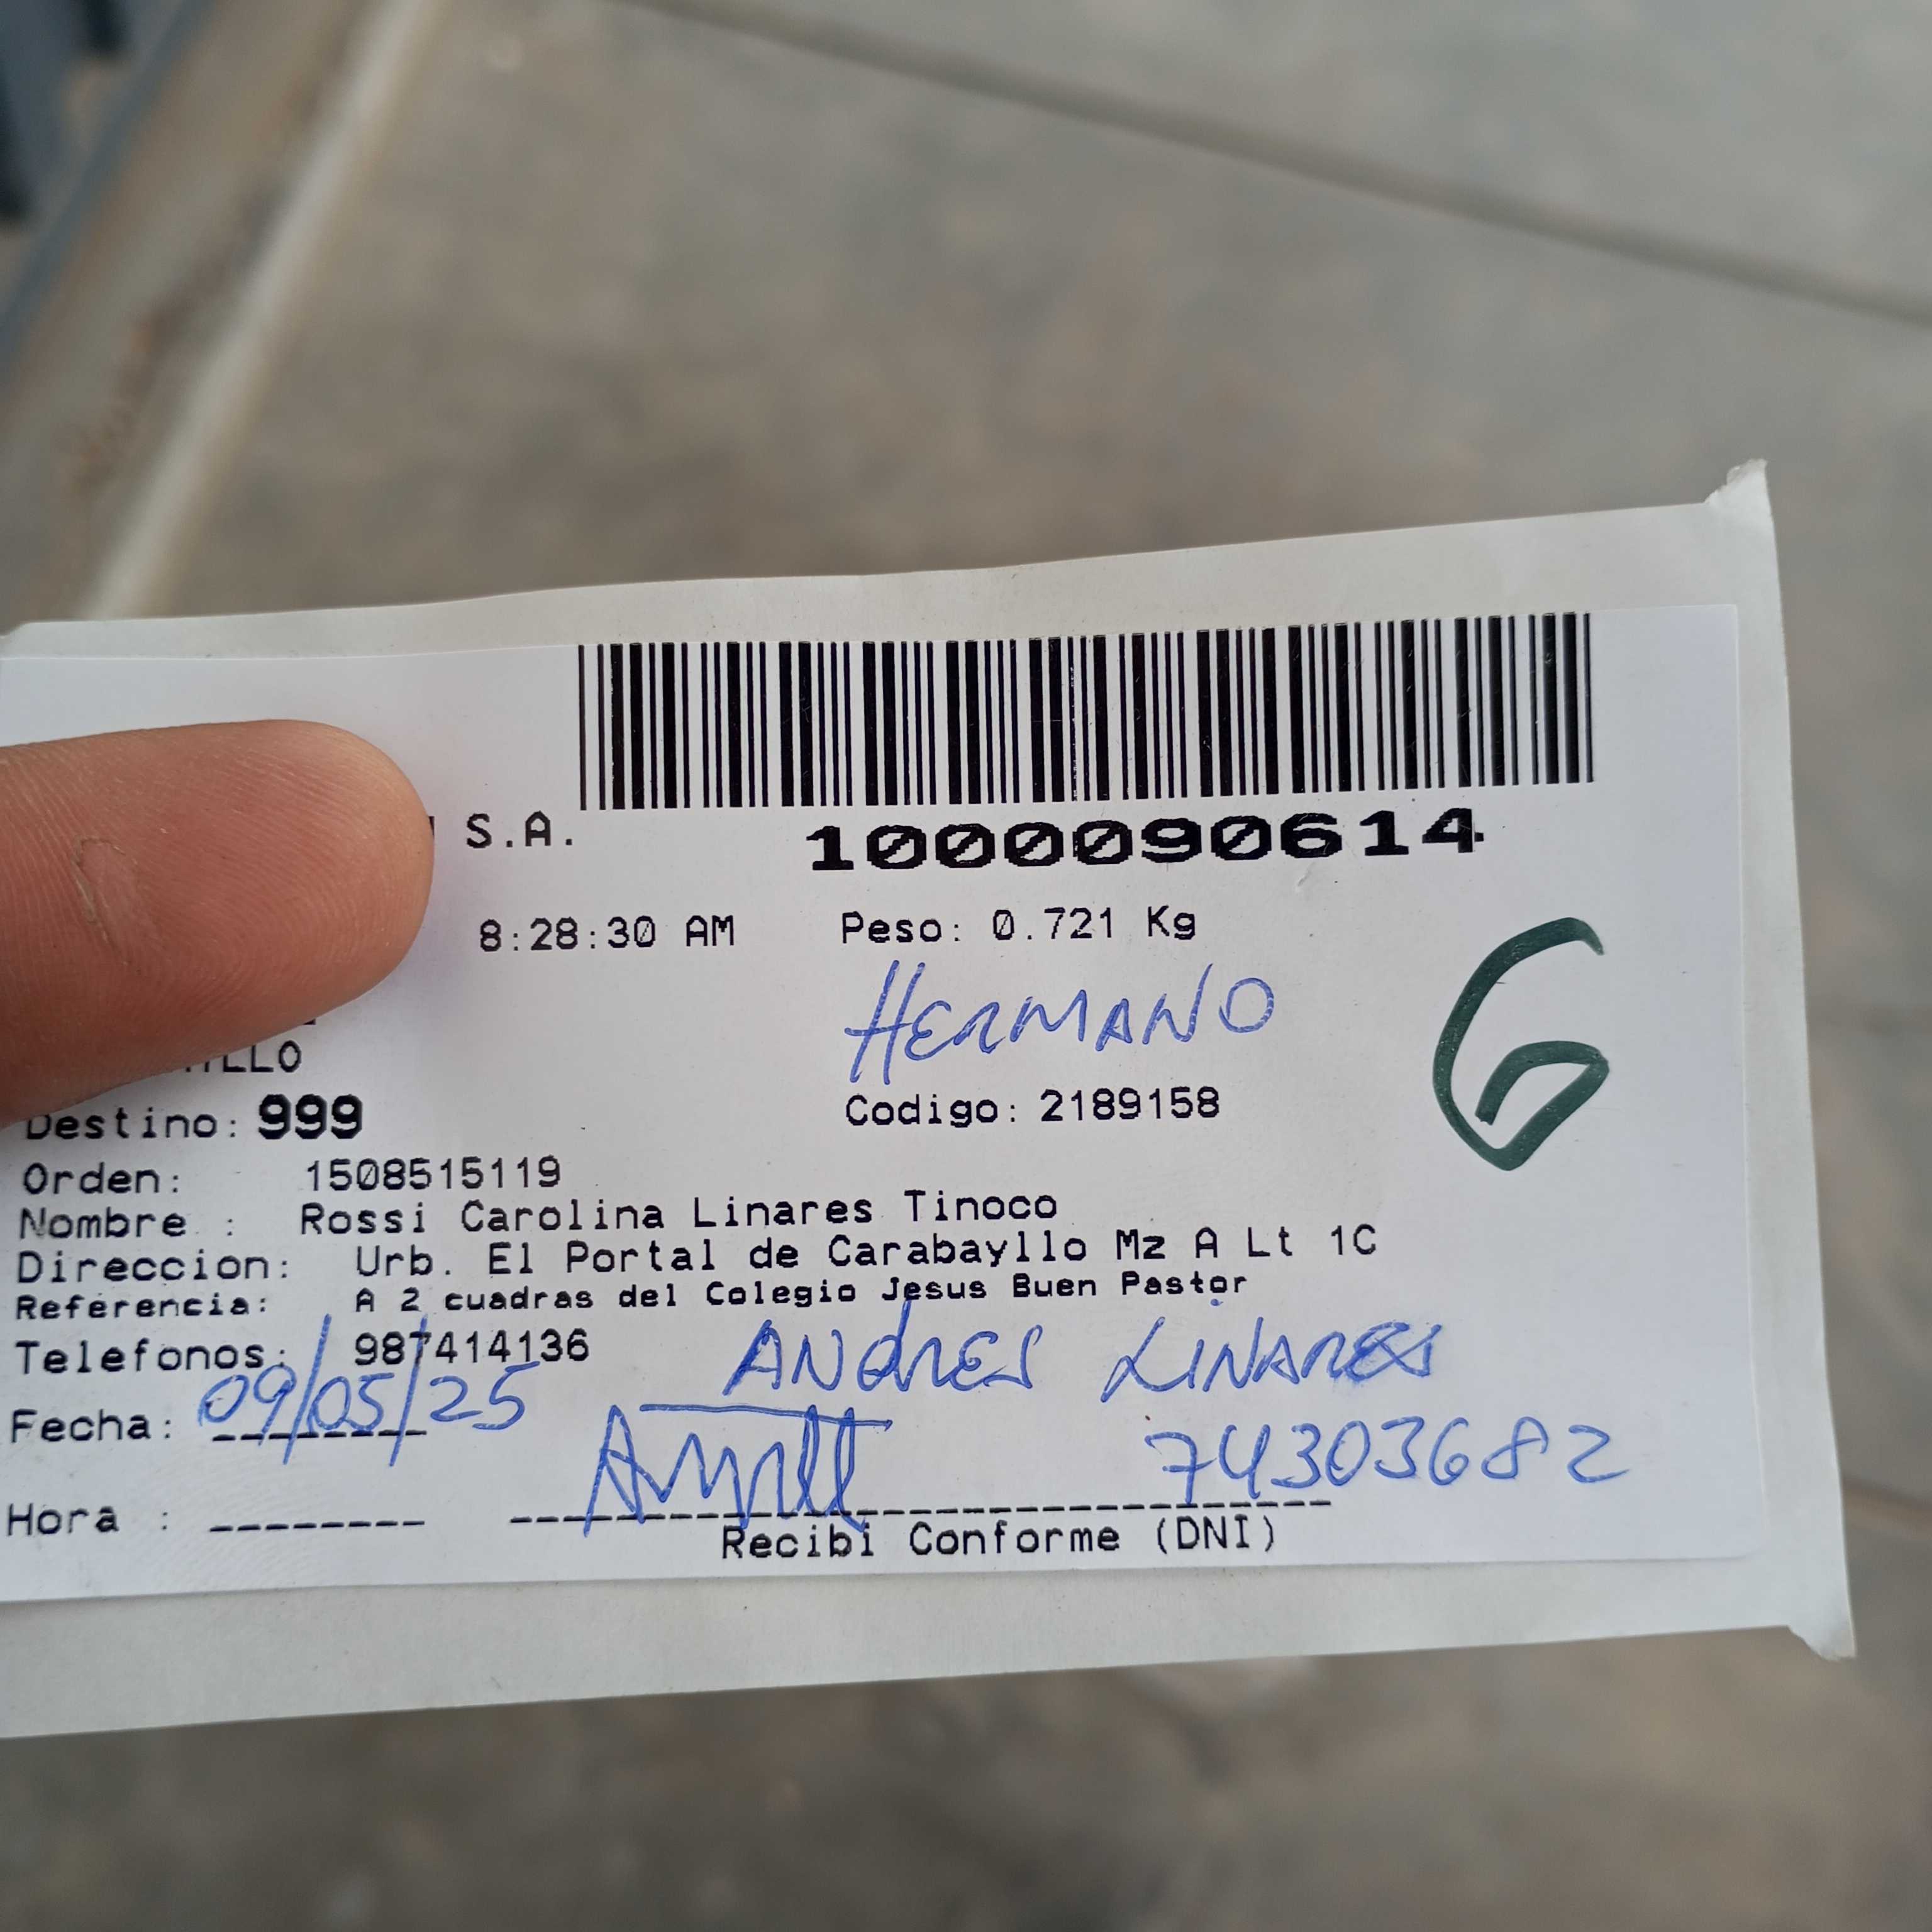 S.A.
1000090614
8:28:30 AM Peso: 0.721 Kg
HERMANO
6
LLO
Destino: 999 Codigo: 2189158
Orden: 1508515119
Nombre : Rossi Carolina Linares Tinoco
Direccion: Urb. El Portal de Carabayllo Mz A Lt 1C
Referencia: A 2 cuadras del Colegio Jesus Buen Pastor
Telefonos: 987414136
ANdRES LINARES
Fecha: 09/05/25
74303682
Hora :
Recibi Conforme (DNI)